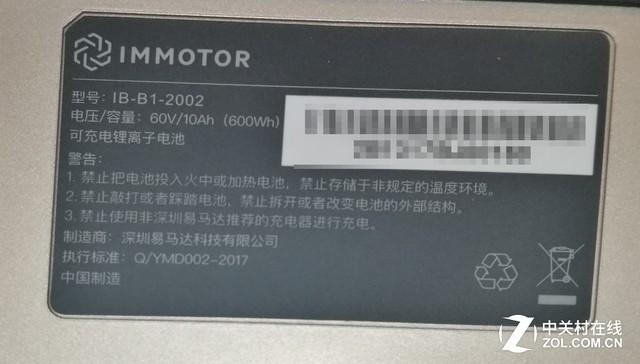 IMMOTOR
型号: IB-B1-2002
电压/容量: 60V/10Ah (600Wh)
可充电锂离子电池
警告:
1. 禁止把电池投入火中或加热电池，禁止存储于非规定的温度环境。
2. 禁止敲打或者踩踏电池，禁止拆开或者改变电池的外部结构。
3. 禁止使用非深圳易马达推荐的充电器进行充电。
制造商: 深圳易马达科技有限公司
执行标准: Q/YMD002-2017
中国制造
中关村在线
ZOL.COM.CN